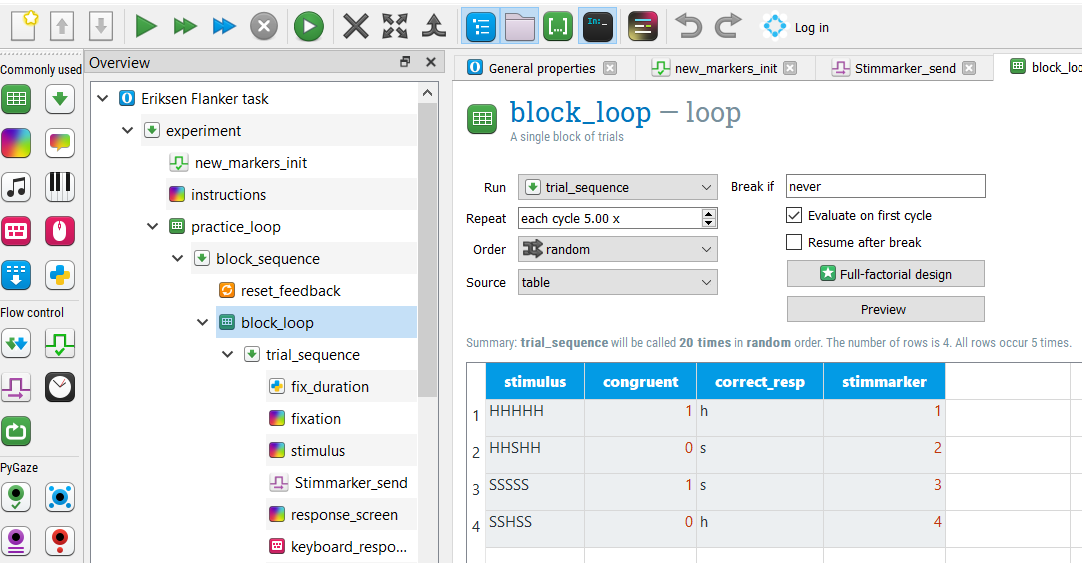 In:_
Log in
Commonly used
Overview
General properties
new_markers_init
Stimmarker_send
Eriksen Flanker task
experiment
new_markers_init
instructions
practice_loop
block_sequence
reset_feedback
block_loop
trial_sequence
fix_duration
fixation
stimulus
Stimmarker_send
response_screen
keyboard_respo...
Flow control
PyGaze
block_loop – loop
A single block of trials
Run trial_sequence Break if never
Repeat each cycle 5.00 x Evaluate on first cycle
Order random Resume after break
Source table Full-factorial design
Preview
Summary: trial_sequence will be called 20 times in random order. The number of rows is 4. All rows occur 5 times.
stimulus congruent correct_resp stimmarker
1 HHHHH 1 h 1
2 HHSHH 0 s 2
3 SSSSS 1 s 3
4 SSHSS 0 h 4